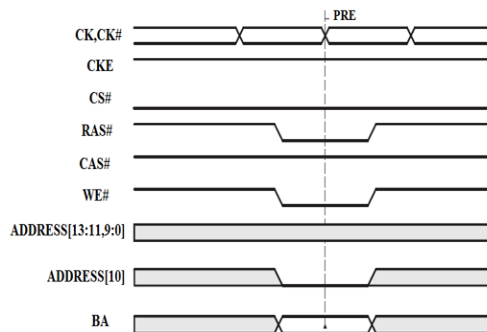 PRE
CK,CK#
CKE
CS#
RAS#
CAS#
WE#
ADDRESS[13:11,9:0]
ADDRESS[10]
BA